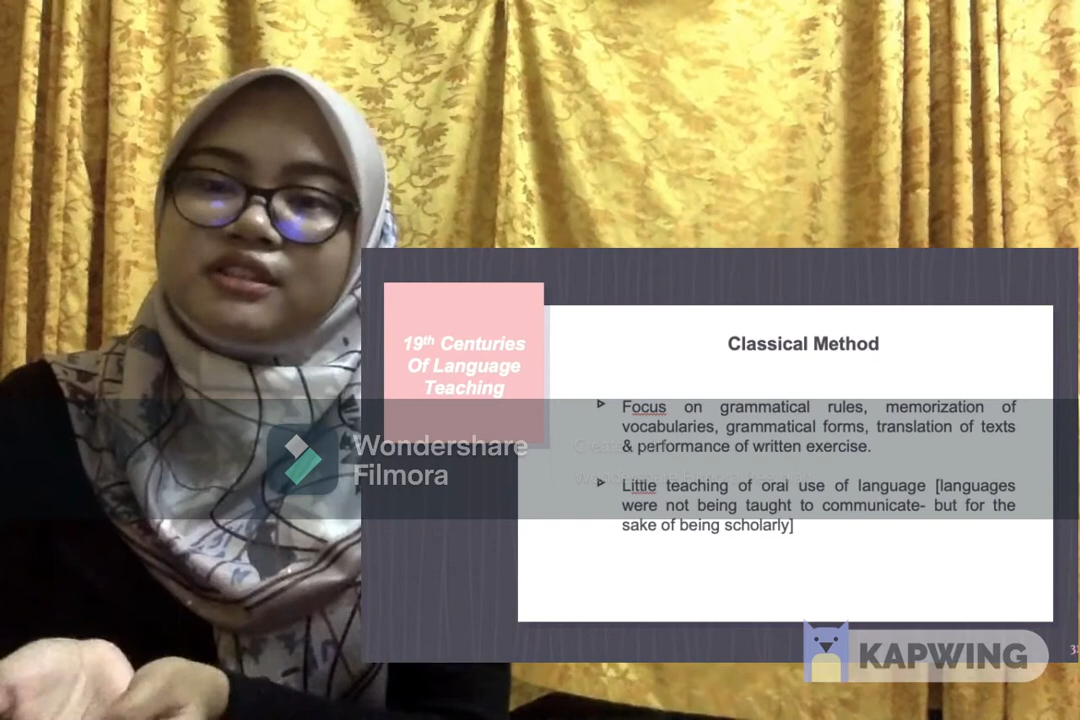 19th Centuries
Of Language
Teaching
Classical Method
Focus on grammatical rules, memorization of
vocabularies, grammatical forms, translation of texts
& performance of written exercise.
Little teaching of oral use of language [languages
were not being taught to communicate- but for the
sake of being scholarly]
Wondershare
Filmora
KAPWING